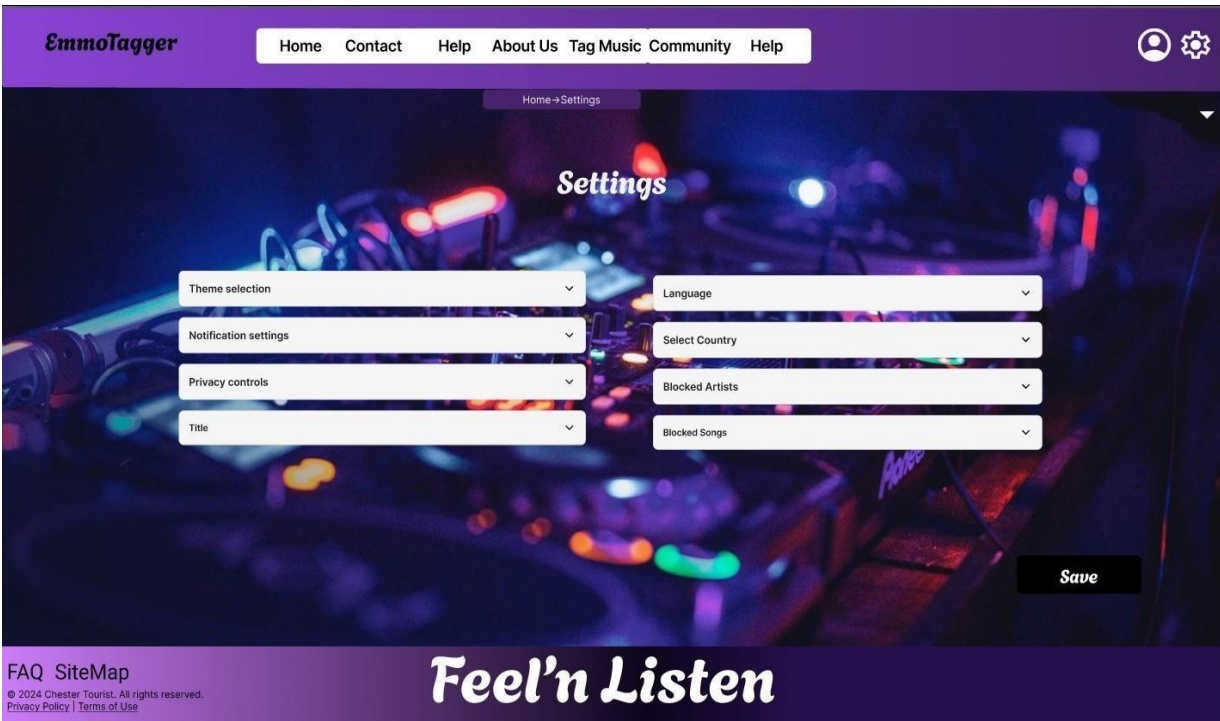 EmmoTagger
Home Contact Help About Us Tag Music Community Help
Home→Settings
Settings
Theme selection
Notification settings
Privacy controls
Title
Language
Select Country
Blocked Artists
Blocked Songs
Pioneer
Save
FAQ SiteMap
© 2024 Chester Tourist. All rights reserved.
Privacy Policy | Terms of Use
Feel'n Listen